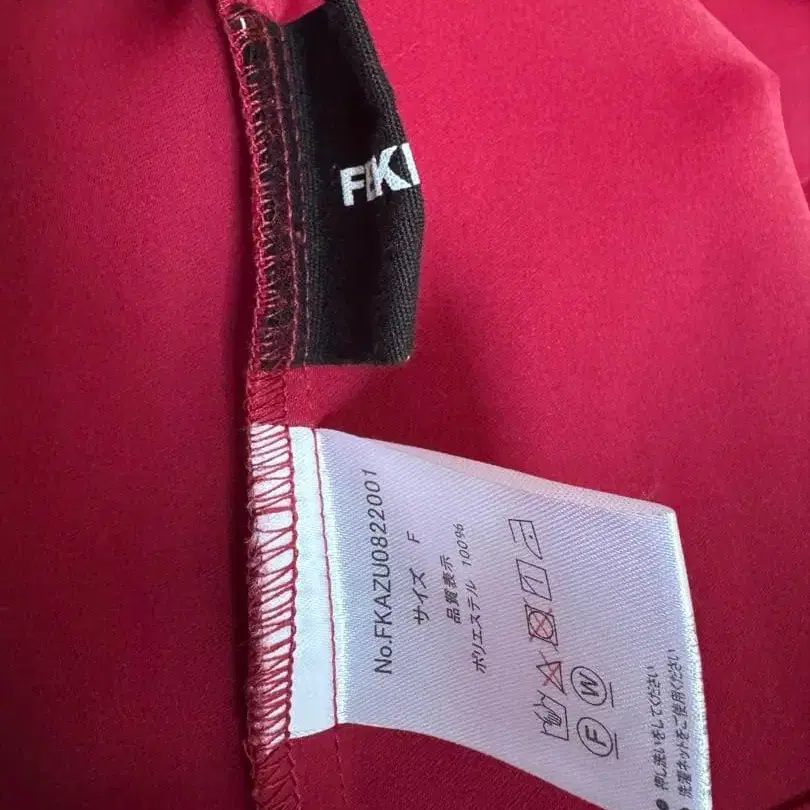 No.FKAZU0822001
サイズ F
品質表示
ポリエステル 100%
F W
● 押し洗いをしてください
洗濯ネットをご使用ください